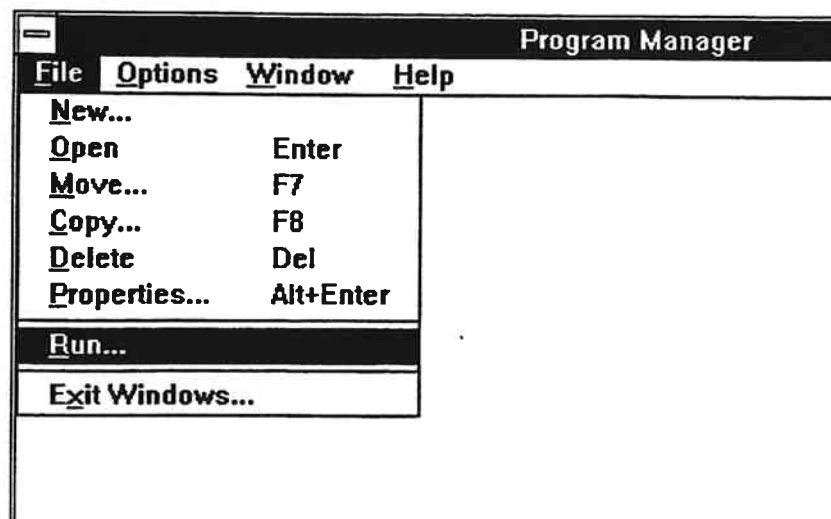 Program Manager
File Options Window Help
New...
Open Enter
Move... F7
Copy... F8
Delete Del
Properties... Alt+Enter
Run...
Exit Windows...